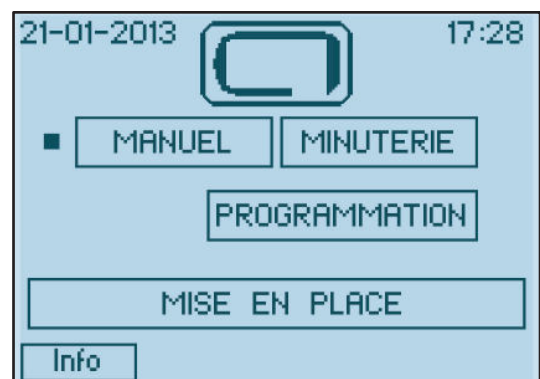 21-01-2013 17:28
MANUEL MINUTERIE
PROGRAMMATION
MISE EN PLACE
Info